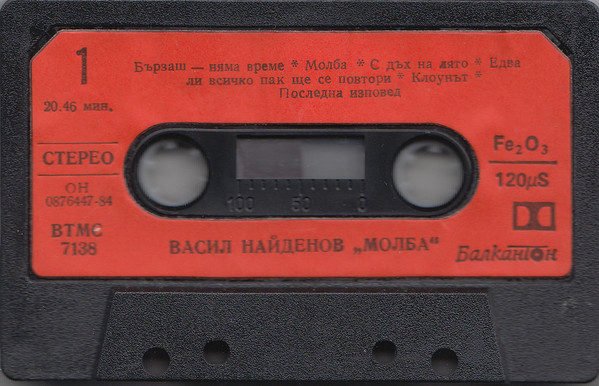 1
Бързаш — няма време * Молба * С дъх на лято * Едва
ли всичко пак ще се повтори * Клоунът *
Последна изповед
20.46 мин.
СТЕРЕО
ОН
0876447-84
ВТМС
7138
Fe2O3
120µS
100 50 0
ВАСИЛ НАЙДЕНОВ „МОЛБА“
Балкантон